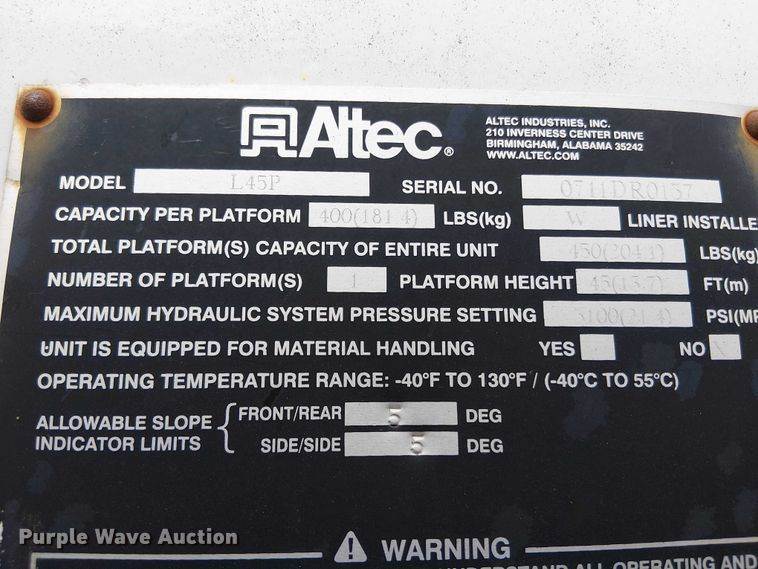 Altec®
ALTEC INDUSTRIES, INC.
210 INVERNESS CENTER DRIVE
BIRMINGHAM, ALABAMA 35242
WWW.ALTEC.COM
MODEL L45P SERIAL NO. 0711DR0157
CAPACITY PER PLATFORM 400(181.4) LBS(kg) W LINER INSTALLE
TOTAL PLATFORM(S) CAPACITY OF ENTIRE UNIT 450(204.1) LBS(kg)
NUMBER OF PLATFORM(S) 1 PLATFORM HEIGHT 45(13.7) FT(m)
MAXIMUM HYDRAULIC SYSTEM PRESSURE SETTING 3100(21.4) PSI(MP
UNIT IS EQUIPPED FOR MATERIAL HANDLING YES NO X
OPERATING TEMPERATURE RANGE: -40°F TO 130°F / (-40°C TO 55°C)
ALLOWABLE SLOPE INDICATOR LIMITS
FRONT/REAR 5 DEG
SIDE/SIDE 5 DEG
⚠ WARNING
UNDERSTAND ALL OPERATING AND
Purple Wave Auction